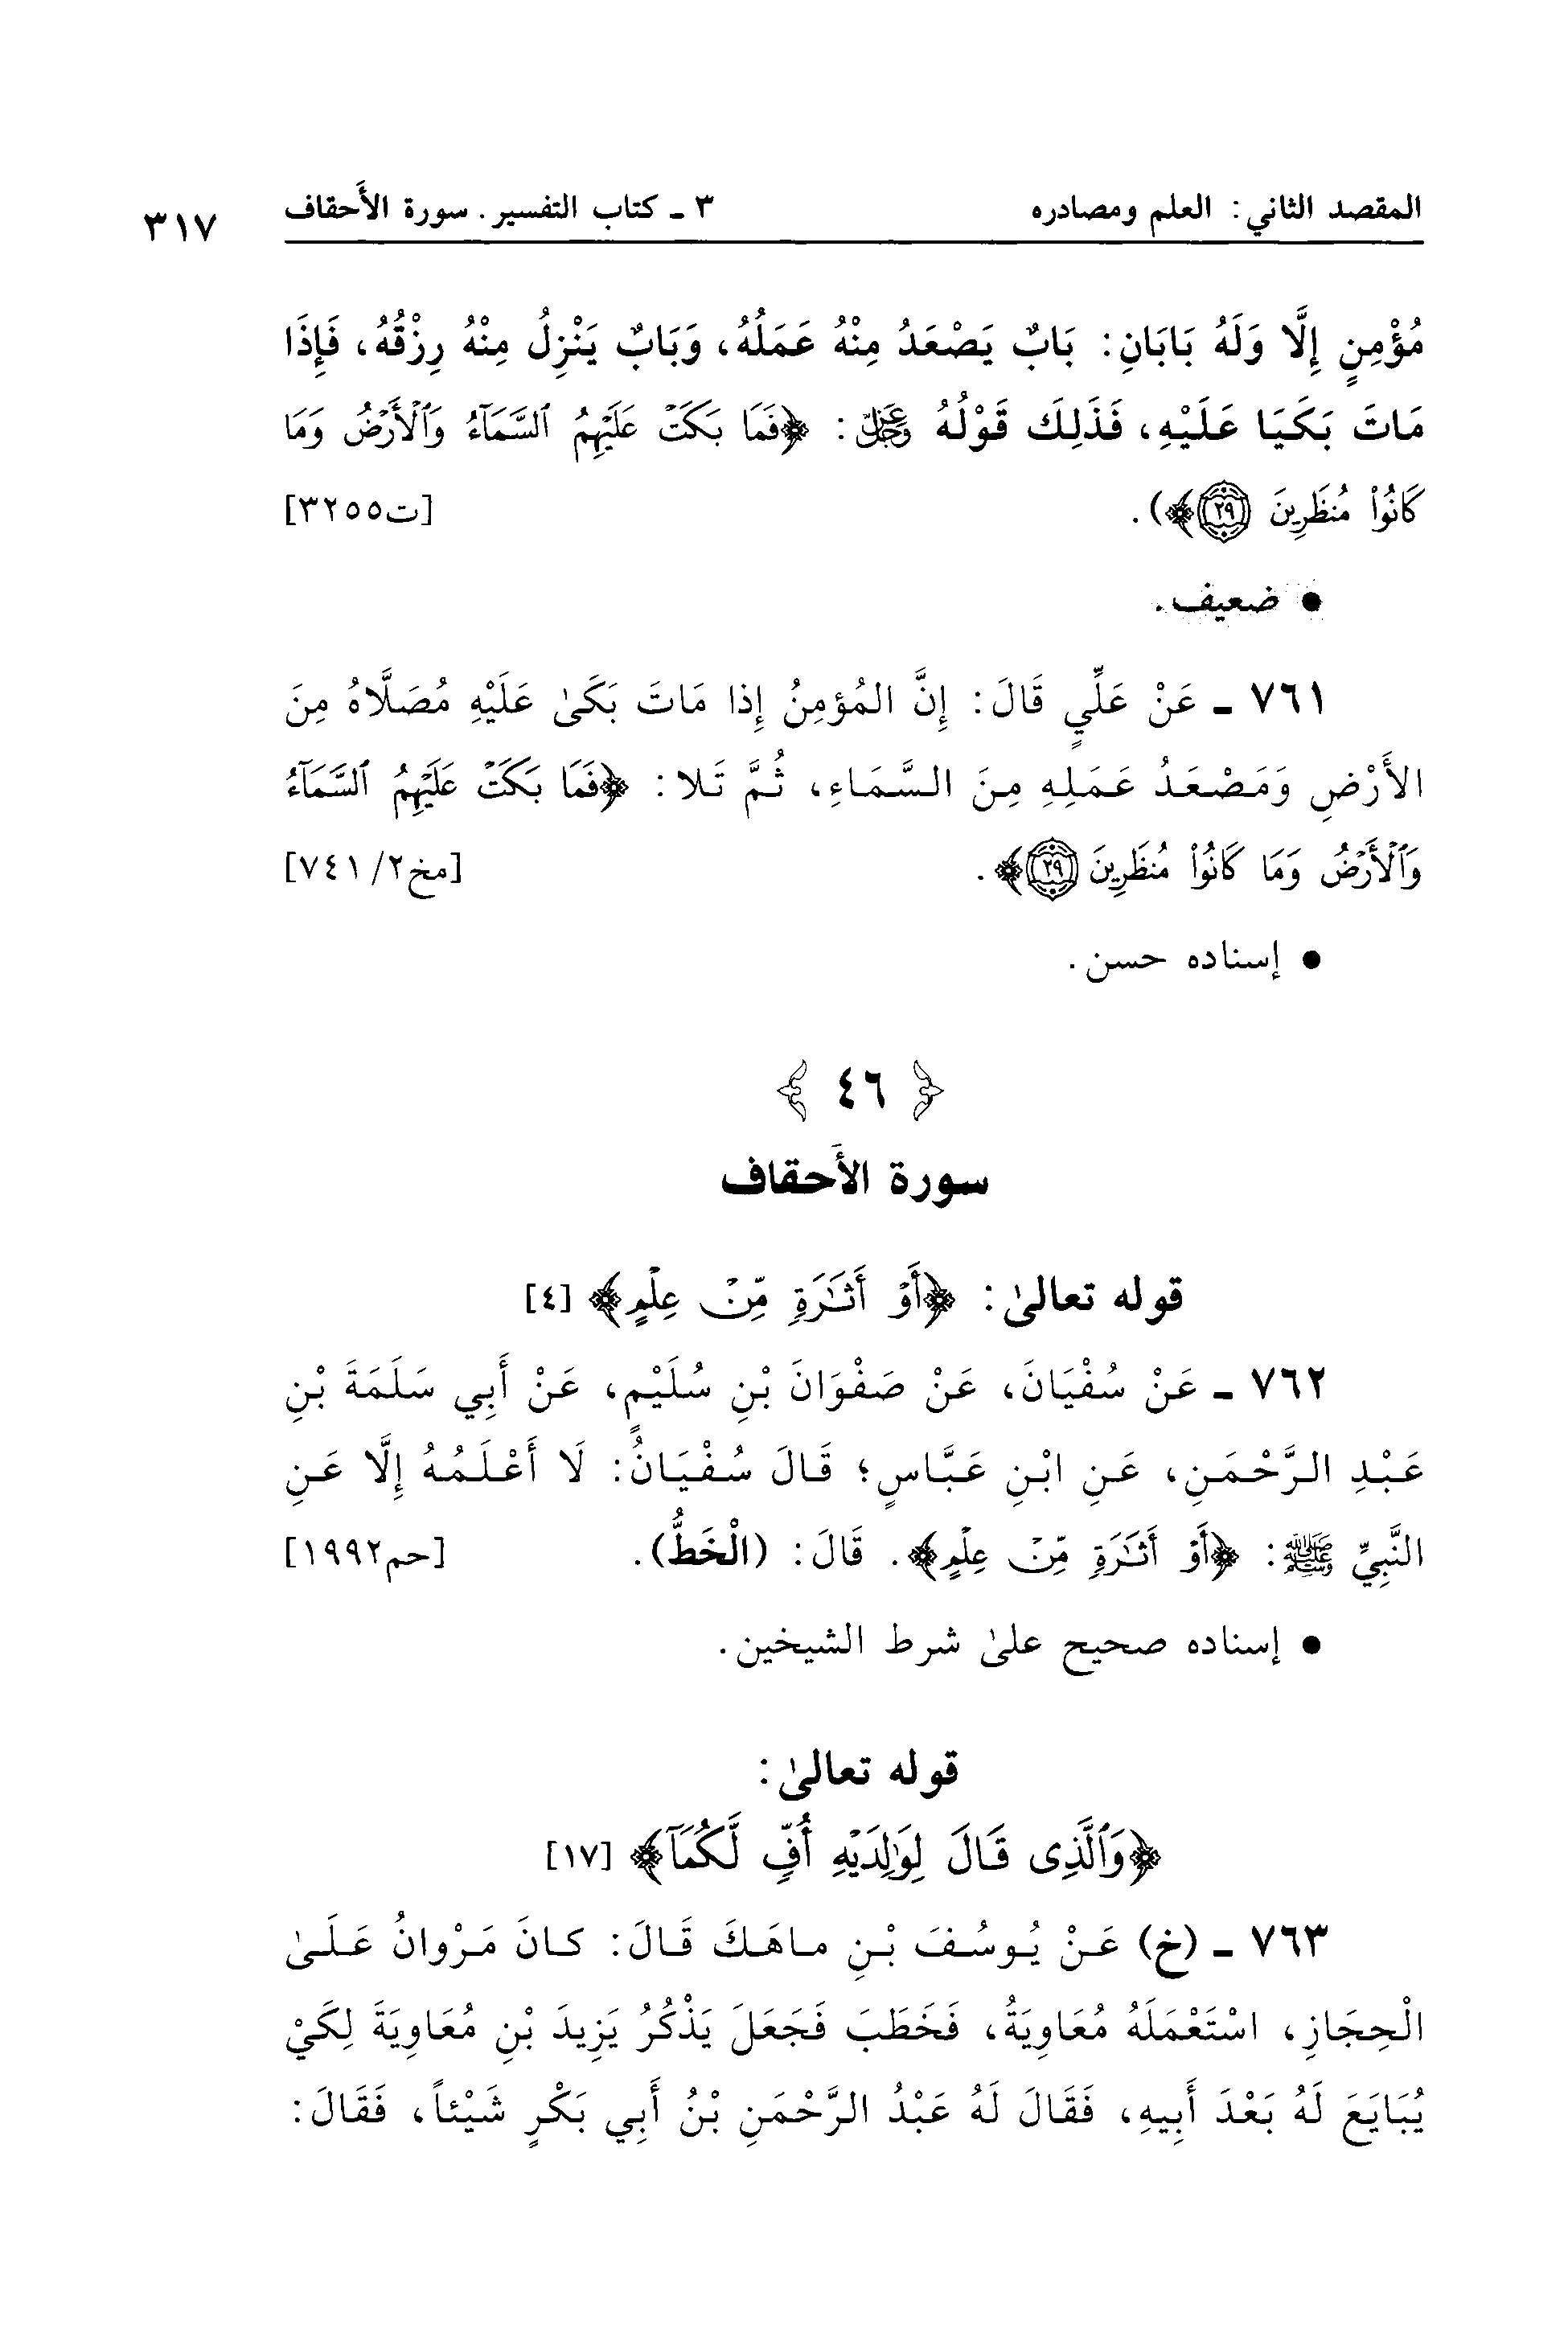 المقصد الثاني: العلم ومصادره ٣ ـ كتاب التفسير. سورة الأحقاف ٣١٧
مُؤْمِنٍ إِلَّا وَلَهُ بَابَانِ: بَابٌ يَصْعَدُ مِنْهُ عَمَلُهُ، وَبَابٌ يَنْزِلُ مِنْهُ رِزْقُهُ، فَإِذَا
مَاتَ بَكَيَا عَلَيْهِ، فَذَلِكَ قَوْلُهُ عَزَّ وَجَلَّ: ﴿فَمَا بَكَتْ عَلَيْهِمُ ٱلسَّمَآءُ وَٱلْأَرْضُ وَمَا
كَانُوا۟ مُنظَرِينَ ٢٩﴾). [ت٣٢٥٥]
● ضعيف.
٧٦١ ـ عَنْ عَلِّيٍ قَالَ: إِنَّ المُؤمِنُ إِذا مَاتَ بَكَىٰ عَلَيْهِ مُصَلَّاهُ مِنَ
الأَرْضِ وَمَصْعَدُ عَمَلِهِ مِنَ السَّمَاءِ، ثُمَّ تَلا: ﴿فَمَا بَكَتْ عَلَيْهِمُ ٱلسَّمَآءُ
وَٱلْأَرْضُ وَمَا كَانُوا۟ مُنظَرِينَ ٢٩﴾. [مخ٢/ ٧٤١]
● إسناده حسن.
﴿ ٤٦ ﴾
سورة الأَحقاف
قوله تعالىٰ: ﴿أَوْ أَثَٰرَةٍ مِّنْ عِلْمٍ﴾ [٤]
٧٦٢ ـ عَنْ سُفْيَانَ، عَنْ صَفْوَانَ بْنِ سُلَيْمٍ، عَنْ أَبِي سَلَمَةَ بْنِ
عَبْدِ الرَّحْمَنِ، عَنِ ابْنِ عَبَّاسٍ؛ قَالَ سُفْيَانُ: لَا أَعْلَمُهُ إِلَّا عَنِ
النَّبِيِّ ﷺ: ﴿أَوْ أَثَٰرَةٍ مِّنْ عِلْمٍ﴾. قَالَ: (الْخَطُّ). [حم١٩٩٢]
● إسناده صحيح علىٰ شرط الشيخين.
قوله تعالىٰ:
﴿وَٱلَّذِى قَالَ لِوَٰلِدَيْهِ أُفٍّ لَّكُمَآ﴾ [١٧]
٧٦٣ ـ (خ) عَنْ يُوسُفَ بْنِ ماهَكَ قَالَ: كانَ مَرْوانُ عَلَىٰ
الْحِجَازِ، اسْتَعْمَلَهُ مُعَاوِيَةُ، فَخَطَبَ فَجَعَلَ يَذْكُرُ يَزِيدَ بْنِ مُعَاوِيَةَ لِكَيْ
يُبَايَعَ لَهُ بَعْدَ أَبِيهِ، فَقَالَ لَهُ عَبْدُ الرَّحْمَنِ بْنُ أَبِي بَكْرٍ شَيْئاً، فَقَالَ: